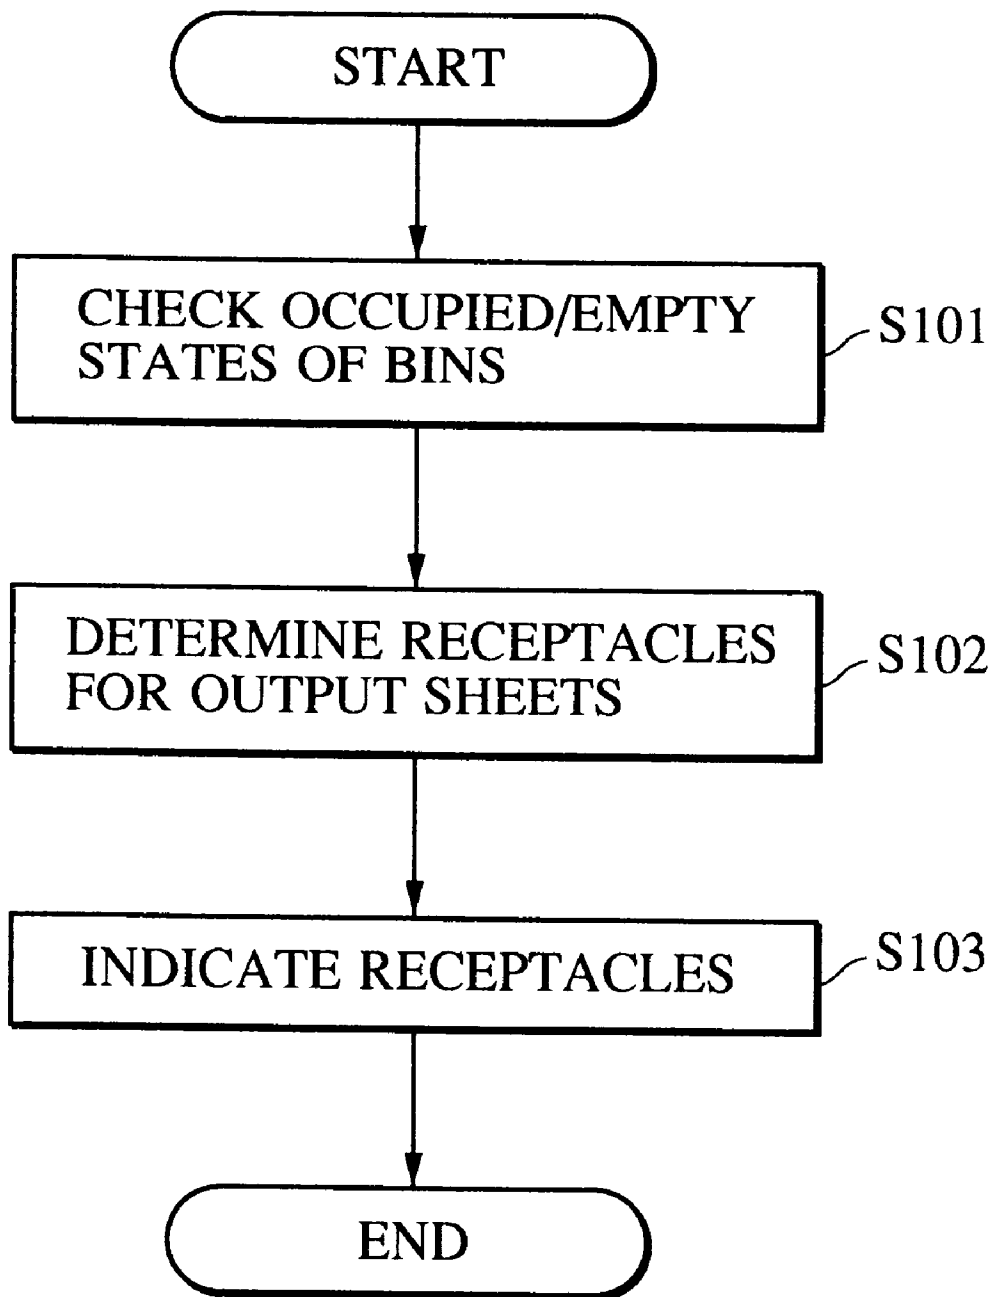 START
CHECK OCCUPIED/EMPTY
STATES OF BINS
S101
DETERMINE RECEPTACLES
FOR OUTPUT SHEETS
S102
INDICATE RECEPTACLES
S103
END